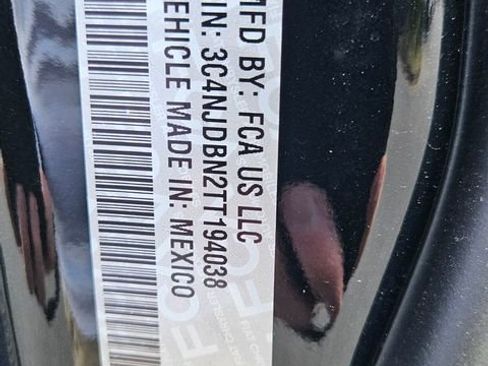 MFD BY: FCA US LLC
VIN: 3C4NJDBN2TT194038
VEHICLE MADE IN: MEXICO